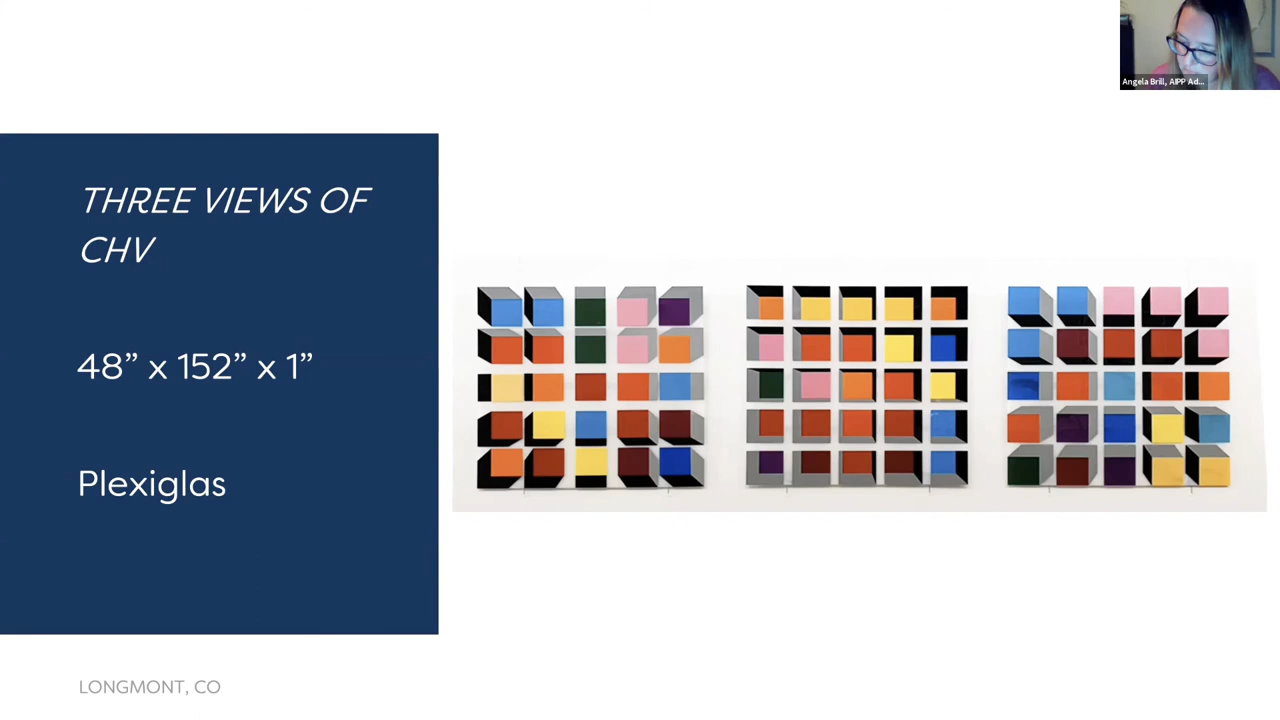 Angela Brill, AIPP Ad...
THREE VIEWS OF
CHV
48” x 152” x 1”
Plexiglas
LONGMONT, CO